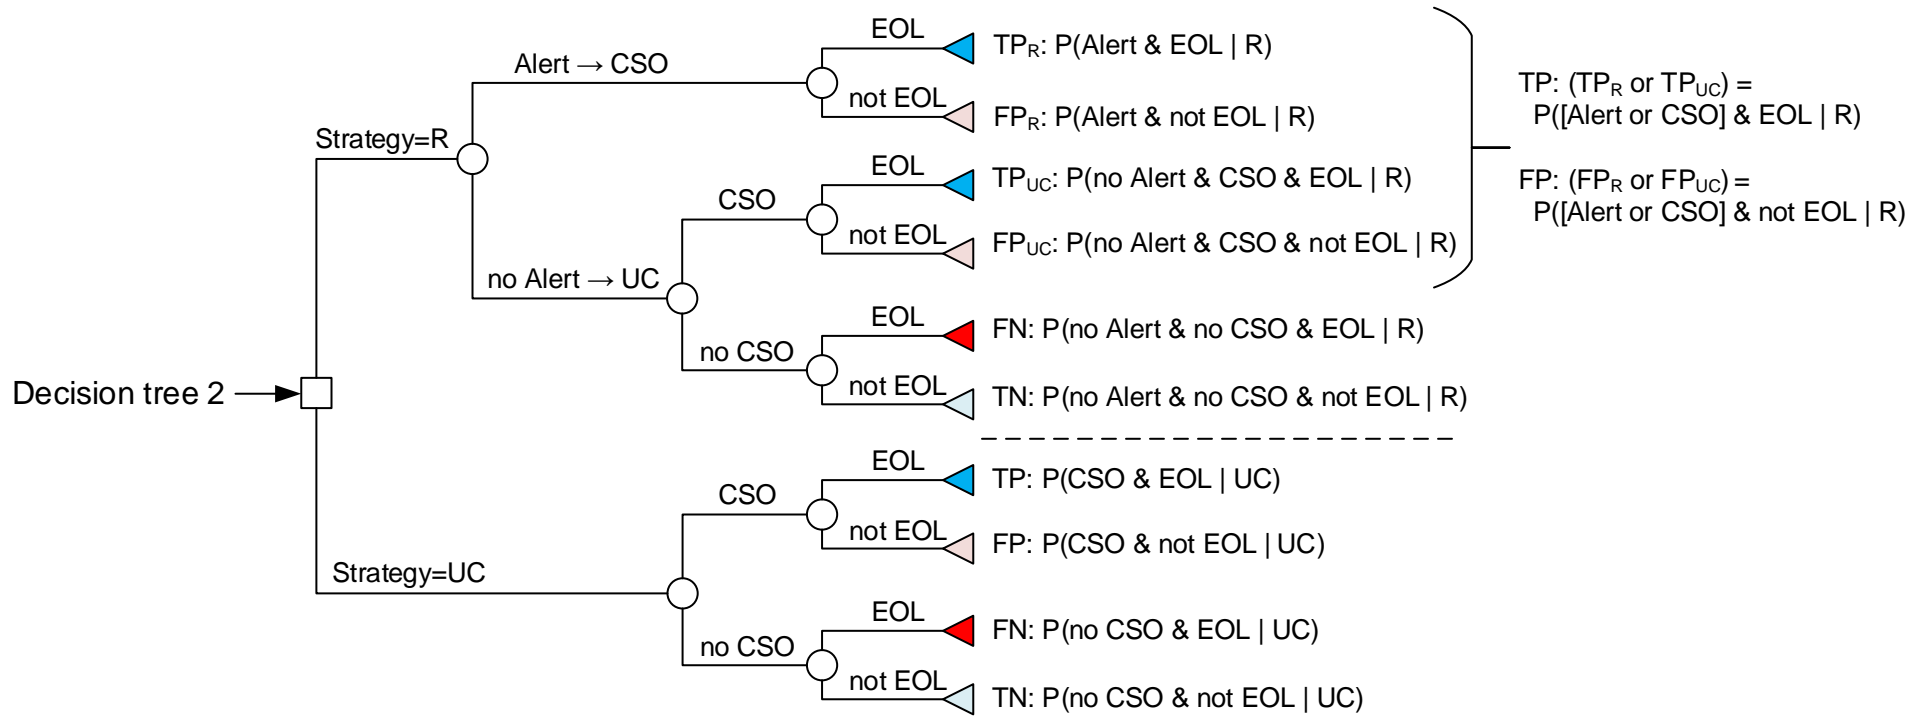 EOL
TP_R: P(Alert & EOL | R)
Alert → CSO
not EOL
FP_R: P(Alert & not EOL | R)
TP: (TP_R or TP_UC) =
P([Alert or CSO] & EOL | R)
Strategy=R
EOL
TP_UC: P(no Alert & CSO & EOL | R)
FP: (FP_R or FP_UC) =
P([Alert or CSO] & not EOL | R)
CSO
not EOL
FP_UC: P(no Alert & CSO & not EOL | R)
no Alert → UC
EOL
FN: P(no Alert & no CSO & EOL | R)
no CSO
not EOL
TN: P(no Alert & no CSO & not EOL | R)
Decision tree 2
EOL
TP: P(CSO & EOL | UC)
CSO
not EOL
FP: P(CSO & not EOL | UC)
Strategy=UC
EOL
FN: P(no CSO & EOL | UC)
no CSO
not EOL
TN: P(no CSO & not EOL | UC)